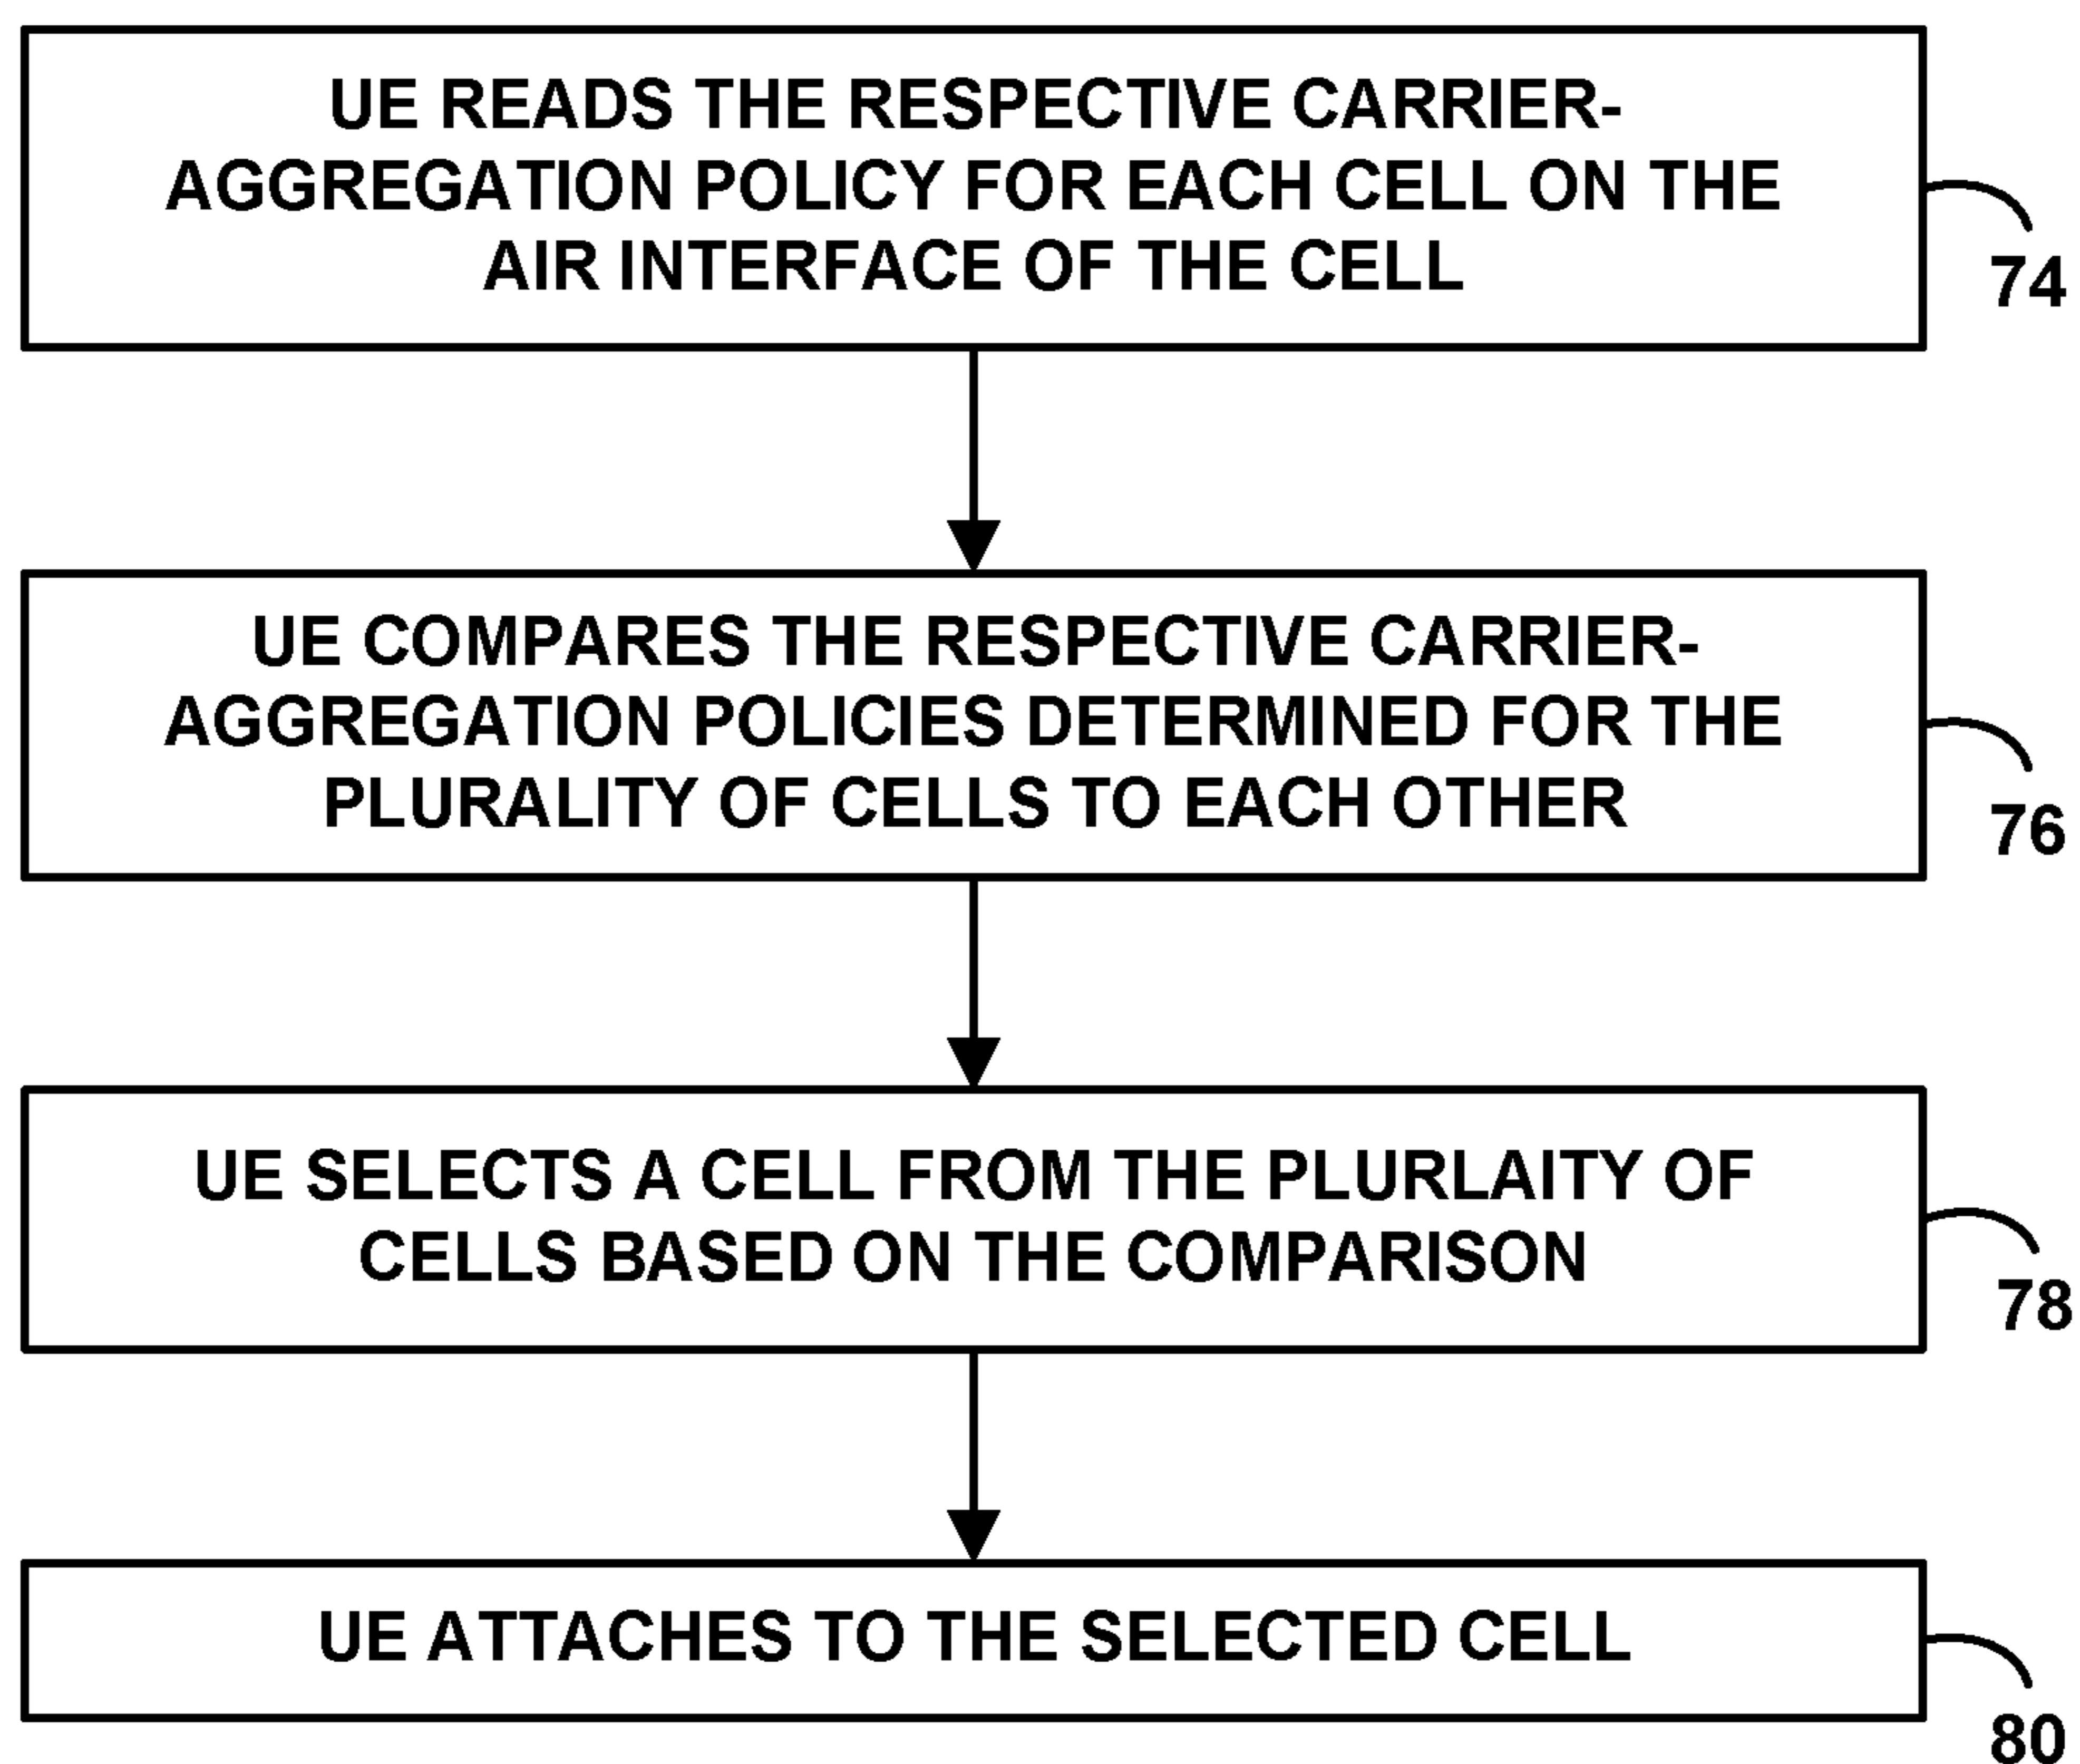 UE READS THE RESPECTIVE CARRIER-
AGGREGATION POLICY FOR EACH CELL ON THE
AIR INTERFACE OF THE CELL
74
UE COMPARES THE RESPECTIVE CARRIER-
AGGREGATION POLICIES DETERMINED FOR THE
PLURALITY OF CELLS TO EACH OTHER
76
UE SELECTS A CELL FROM THE PLURLAITY OF
CELLS BASED ON THE COMPARISON
78
UE ATTACHES TO THE SELECTED CELL
80